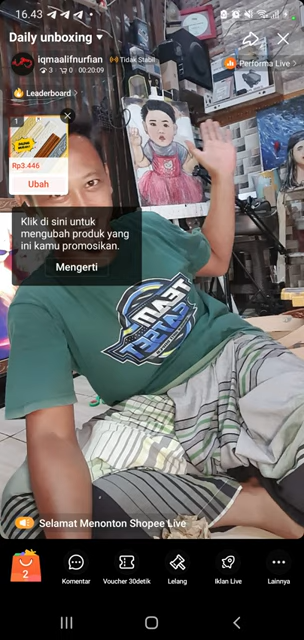 16.43
Daily unboxing
iqmaalifnurfian
Tidak Stabil
3 0 00:20:09
Performa Live
Leaderboard
1
Rp3.446
Ubah
Klik di sini untuk
mengubah produk yang
ini kamu promosikan.
Mengerti
TEAM
Selamat Menonton Shopee Live
2
Komentar
Voucher 30detik
Lelang
Iklan Live
Lainnya